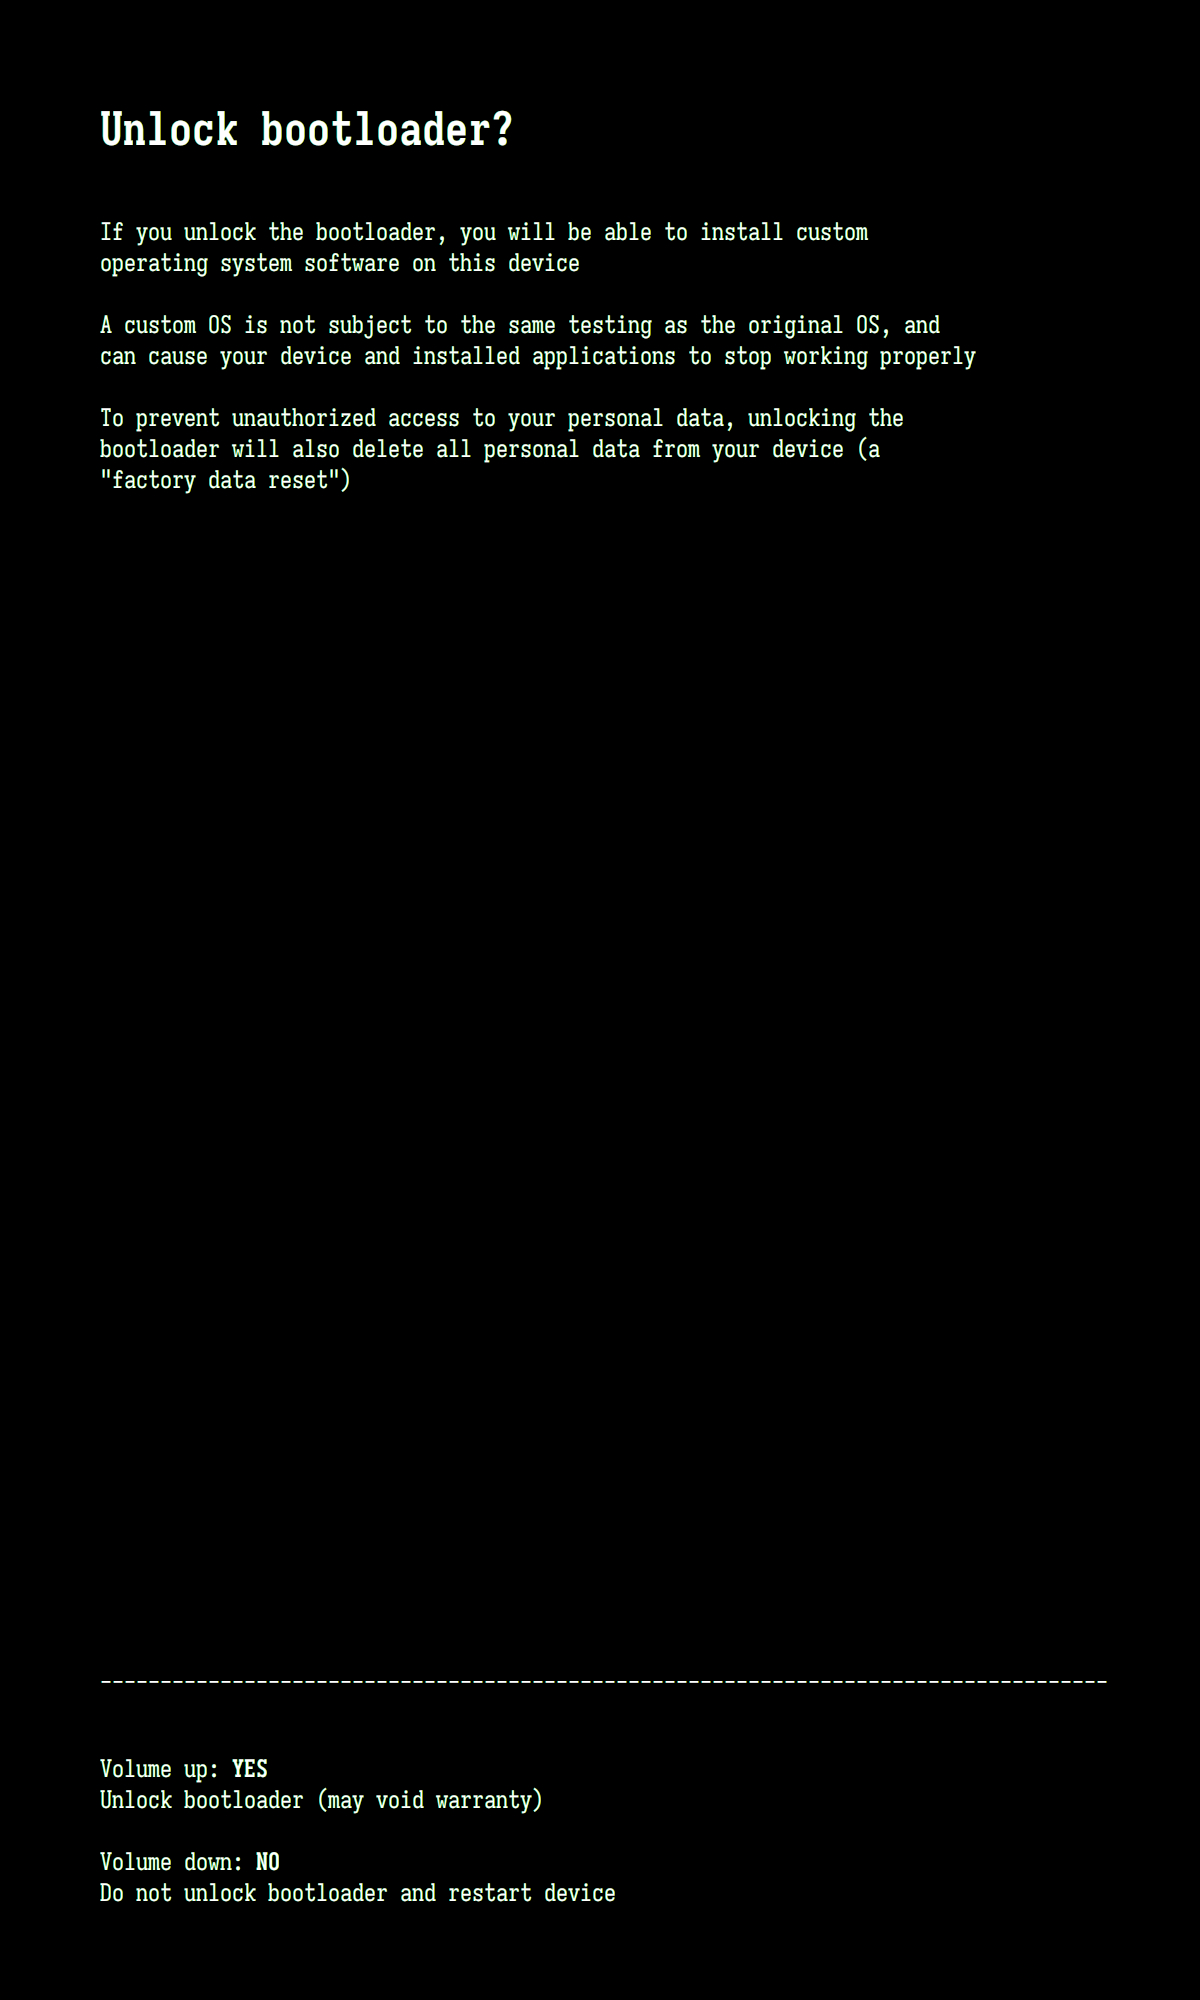 Unlock bootloader?
If you unlock the bootloader, you will be able to install custom
operating system software on this device
A custom OS is not subject to the same testing as the original OS, and
can cause your device and installed applications to stop working properly
To prevent unauthorized access to your personal data, unlocking the
bootloader will also delete all personal data from your device (a
"factory data reset")
------------------------------------------------------------------------------------
Volume up: YES
Unlock bootloader (may void warranty)
Volume down: NO
Do not unlock bootloader and restart device